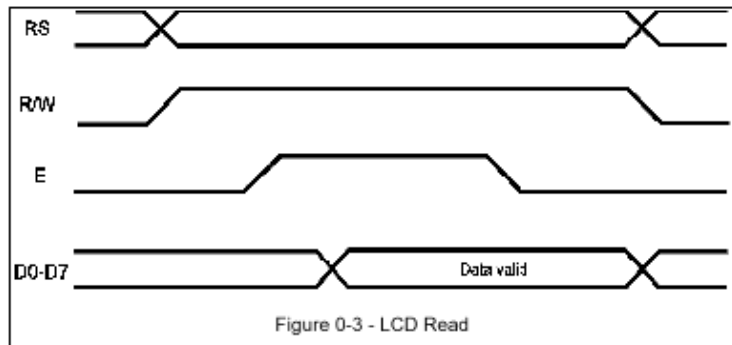 RS
R/W
E
D0-D7
Data valid
Figure 0-3 - LCD Read